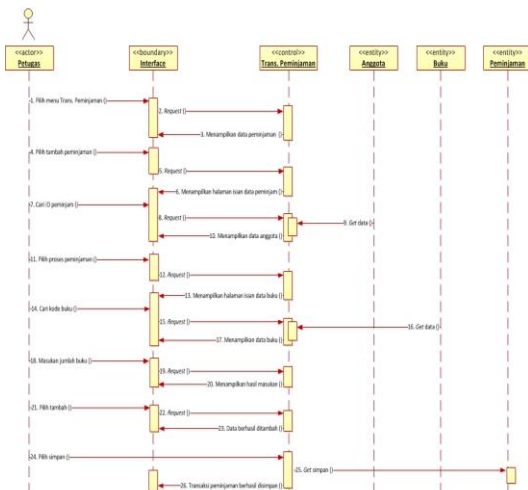 <<actor>>
Petugas
<<boundary>>
Interface
<<control>>
Trans. Peminjaman
<<entity>>
Anggota
<<entity>>
Buku
<<entity>>
Peminjaman
1. Pilih menu Trans. Peminjaman ()
2. Request ()
3. Menampilkan data peminjaman ()
4. Pilih tambah peminjaman ()
5. Request ()
6. Menampilkan halaman isian data peminjam ()
7. Cari ID peminjam ()
8. Request ()
9. Get data ()
10. Menampilkan data anggota ()
11. Pilih proses peminjaman ()
12. Request ()
13. Menampilkan halaman isian data buku ()
14. Cari kode buku ()
15. Request ()
16. Get data ()
17. Menampilkan data buku ()
18. Masukan jumlah buku ()
19. Request ()
20. Menampilkan hasil masukan ()
21. Pilih tambah ()
22. Request ()
23. Data berhasil ditambah ()
24. Pilih simpan ()
25. Get simpan ()
26. Transaksi peminjaman berhasil disimpan ()